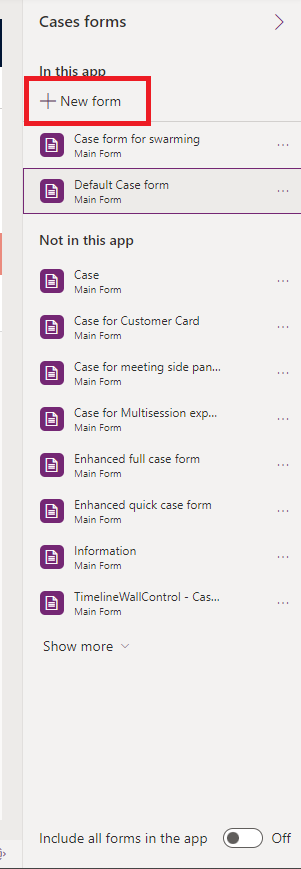 Cases forms
In this app
New form
Case form for swarming
Main Form
Default Case form
Main Form
Not in this app
Case
Main Form
Case for Customer Card
Main Form
Case for meeting side pan...
Main Form
Case for Multisession exp...
Main Form
Enhanced full case form
Main Form
Enhanced quick case form
Main Form
Information
Main Form
TimelineWallControl - Cas...
Main Form
Show more
Include all forms in the app
Off